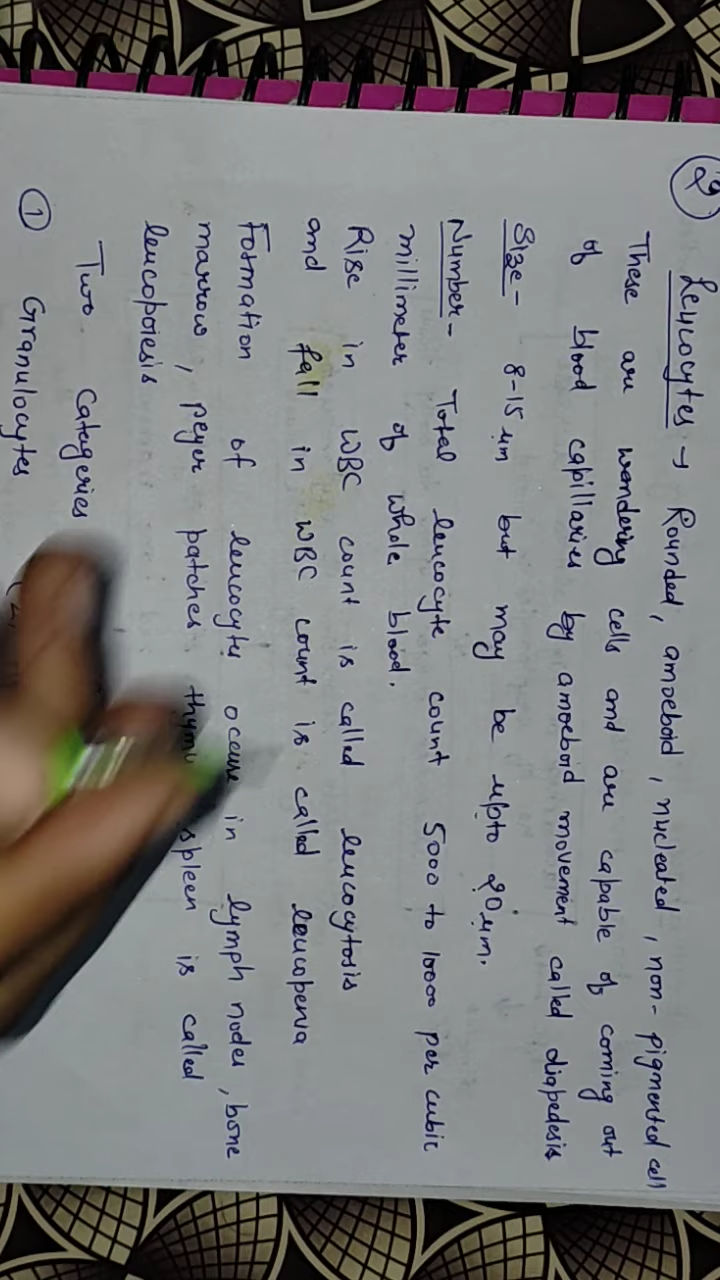 2
Leucocytes → Rounded, amoeboid, nucleated, non-pigmented cell
These are wondering cells and are capable of coming out
of blood capillaries by amoeboid movement called diapedesis
Size- 8-15 µm but may be upto 20 µm.
Number- Total leucocyte count 5000 to 10000 per cubic
millimeter of whole blood.
Rise in WBC count is called leucocytosis
and fall in WBC count is called leucopenia
Formation of leucocytes in lymph nodes, bone
marrow, peyer patches spleen is called
leucopoiesis
Two Categories
① Granulocytes